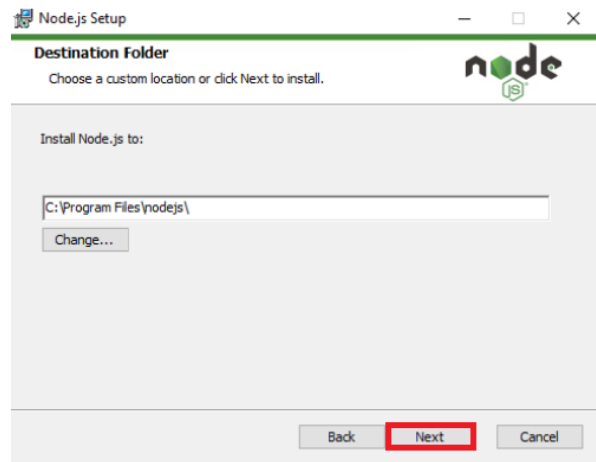 Node.js Setup
Destination Folder
Choose a custom location or click Next to install.
node
JS
Install Node.js to:
C:\Program Files\nodejs\
Change...
Back Next Cancel